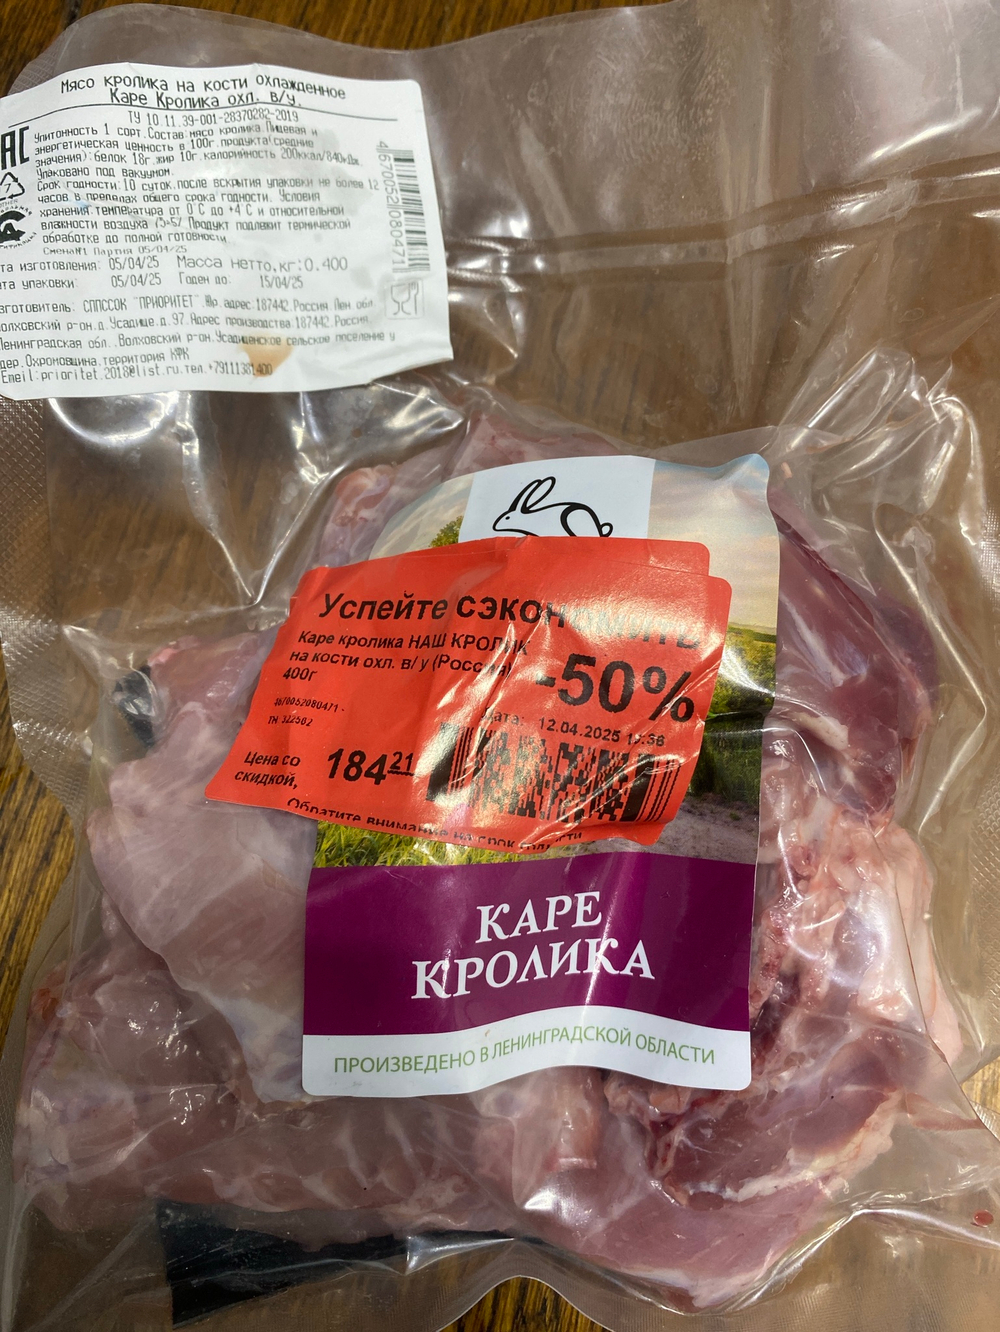 Мясо кролика на кости охлажденное
Каре Кролика охл. в/у.
ТУ 10.11.39-001-28370282-2019
Упитонность 1 сорт.Состав:мясо кролика.Пищевая и
энергетическая ценность в 100г.продукта(средние
значения):белок 18г.жир 10г.калорийность 200ккал/840кДж
Упаковано под вакуумом.
Срок годности:10 суток.после вскрытия упаковки не более 12
часов в пределах общего срока годности. Условия
хранения:температура от 0°С до +4°С и относительной
влажности воздуха Продукт подлежит термической
обработке до полной готовности
Смена№1 Партия 05/04/25
та изготовления: 05/04/25 Масса нетто,кг:0.400
та упаковки: 05/04/25 Годен до: 15/04/25
зготовитель: СППССОК "ПРИОРИТЕТ".Юр.адрес:187442.Россия.Лен.обл.
олховский р-он.д.Усадище.д.97.Адрес производства:187442.Россия.
Ленинградская обл..Волховский р-он.Усадищенское сельское поселение у
дер.Охромовщина.территория КФК
Email:prioritet.2018@list.ru.тел.+79111381400
4670052080471
Успейте сэкономить
Каре кролика НАШ КРОЛИК
на кости охл. в/ у (Россия)
400г
-50%
4670052080471 -
ТН 322562
Дата: 12.04.2025
Цена со
скидкой,
184 21
Обратите внимание на срок годности
КАРЕ
КРОЛИКА
ПРОИЗВЕДЕНО В ЛЕНИНГРАДСКОЙ ОБЛАСТИ